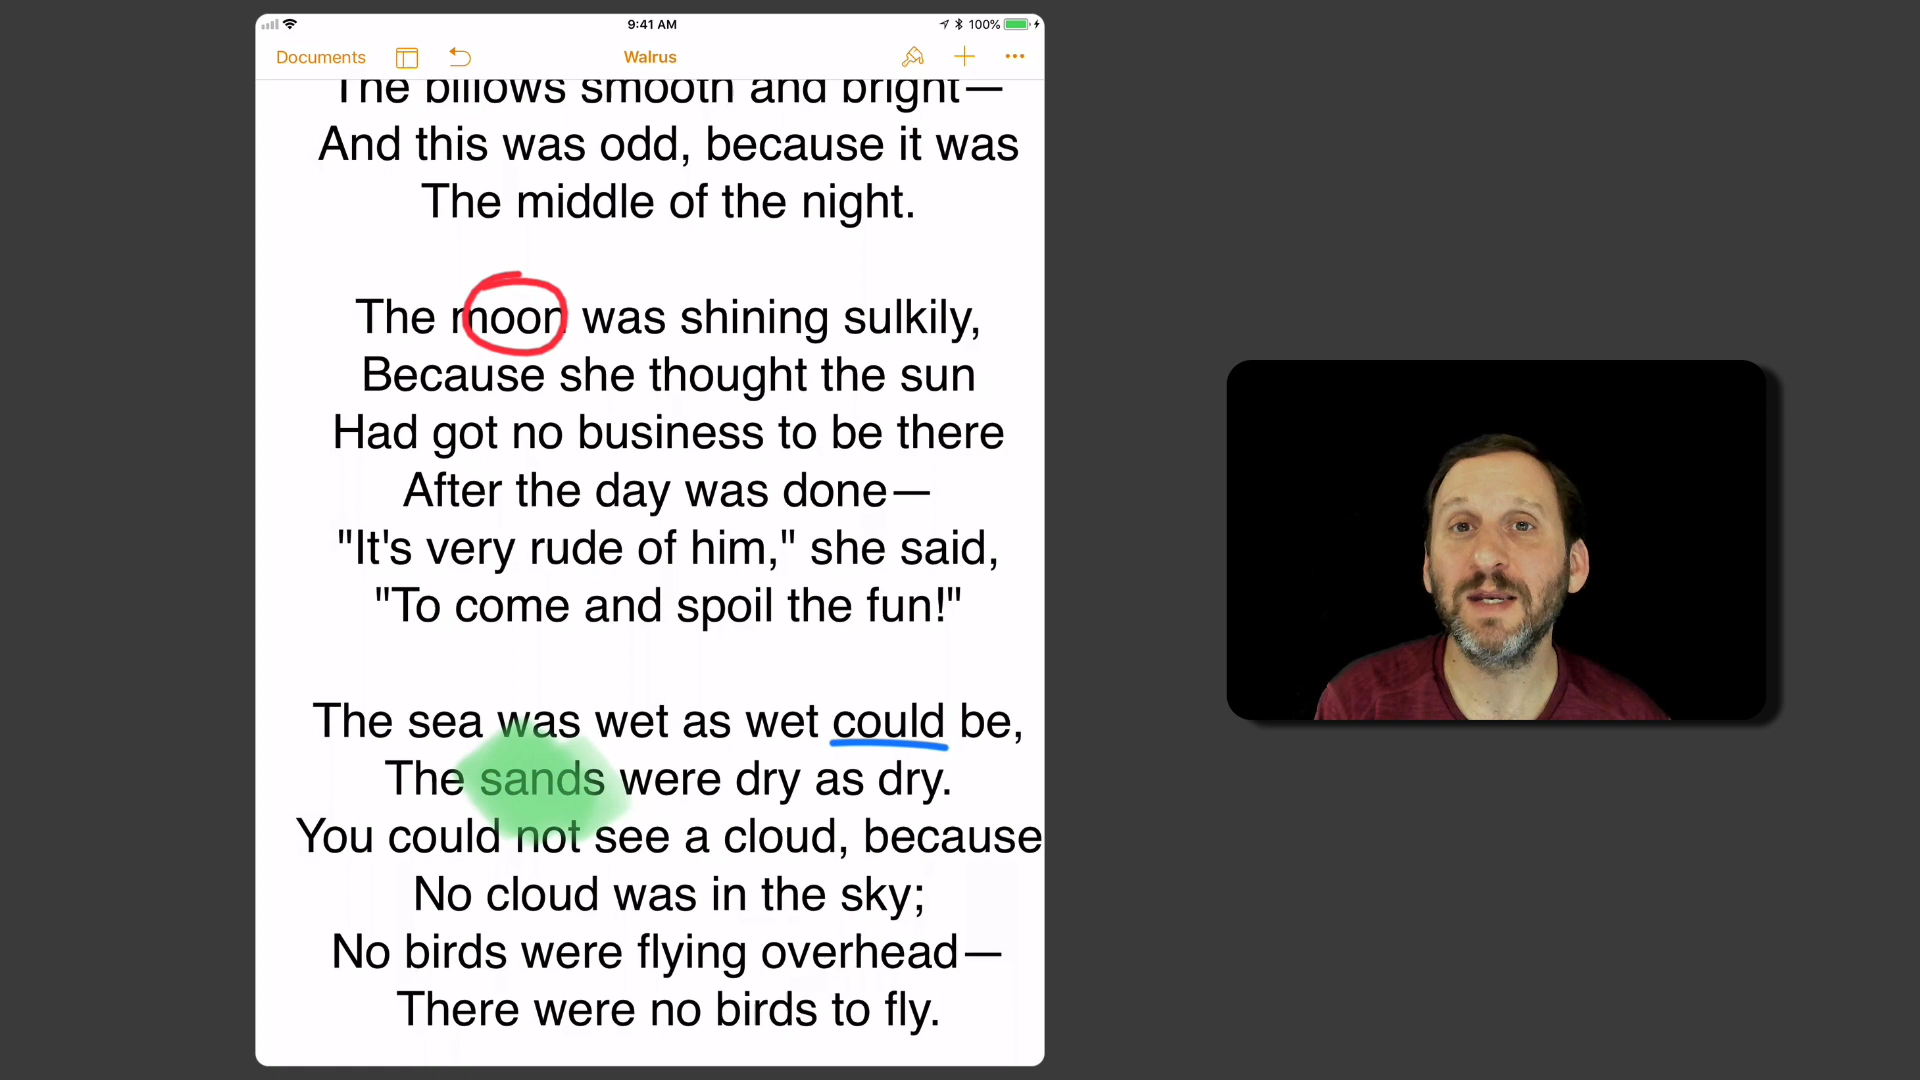 9:41 AM
100%
Documents
Walrus
The billows smooth and bright—
And this was odd, because it was
The middle of the night.
The moon was shining sulkily,
Because she thought the sun
Had got no business to be there
After the day was done—
"It's very rude of him," she said,
"To come and spoil the fun!"
The sea was wet as wet could be,
The sands were dry as dry.
You could not see a cloud, because
No cloud was in the sky;
No birds were flying overhead—
There were no birds to fly.